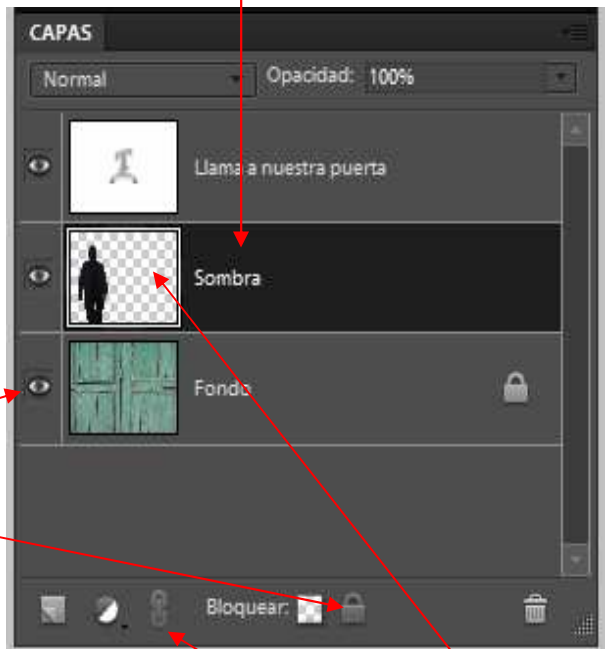 CAPAS
Normal Opacidad: 100%
Llama a nuestra puerta
Sombra
Fondo
Bloquear: